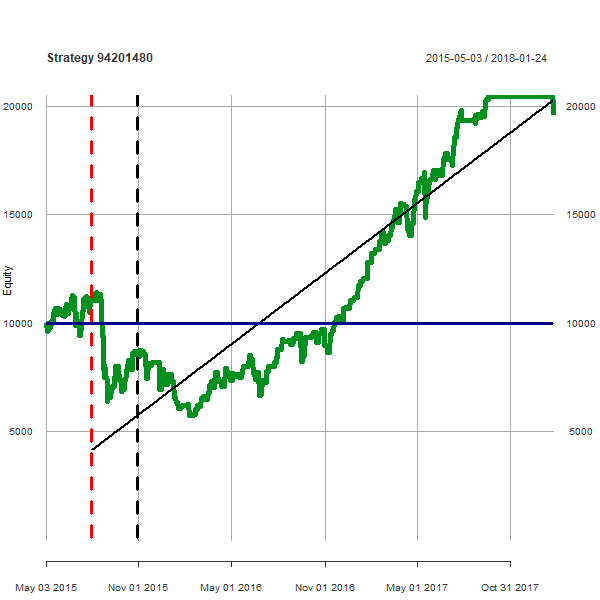 Strategy 94201480
2015-05-03 / 2018-01-24
20000
20000
15000
15000
Equity
10000
10000
5000
5000
May 03 2015
Nov 01 2015
May 01 2016
Nov 01 2016
May 01 2017
Oct 31 2017